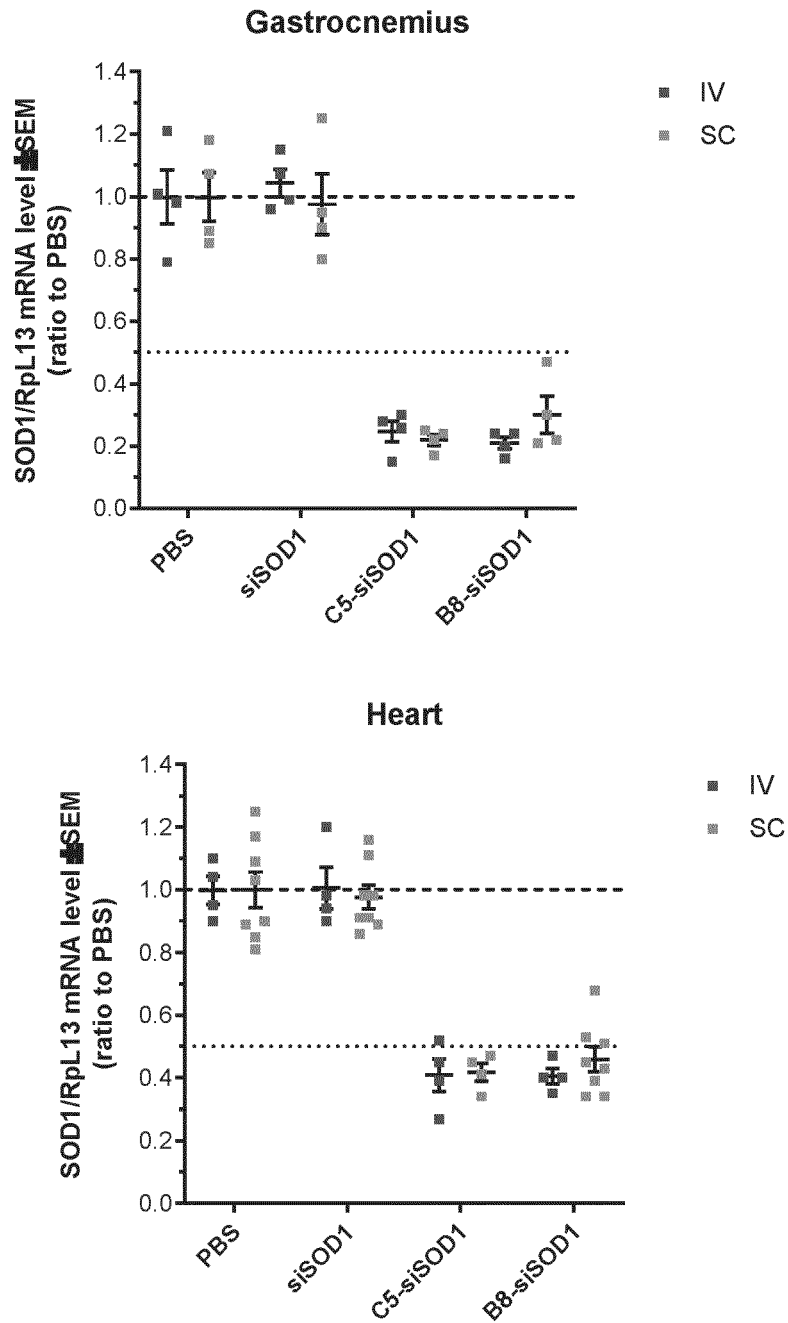 Gastrocnemius
SOD1/RpL13 mRNA level SEM
(ratio to PBS)
1.4
1.2
1.0
0.8
0.6
0.4
0.2
0.0
PBS
siSOD1
C5-siSOD1
B8-siSOD1
IV
SC
Heart
SOD1/RpL13 mRNA level SEM
(ratio to PBS)
1.4
1.2
1.0
0.8
0.6
0.4
0.2
0.0
PBS
siSOD1
C5-siSOD1
B8-siSOD1
IV
SC